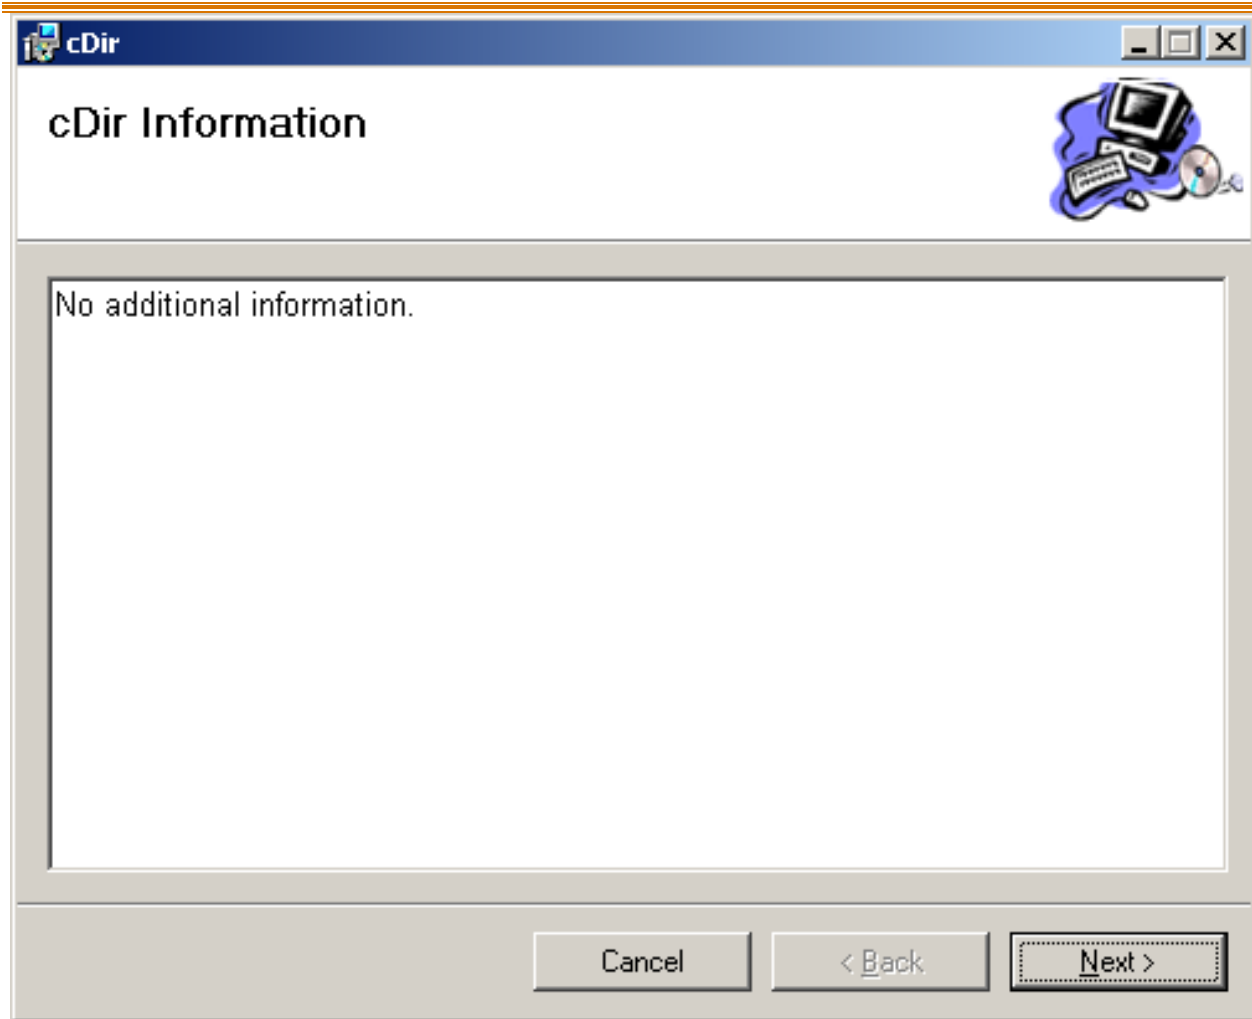 cDir
cDir Information
No additional information.
Cancel
< Back
Next >